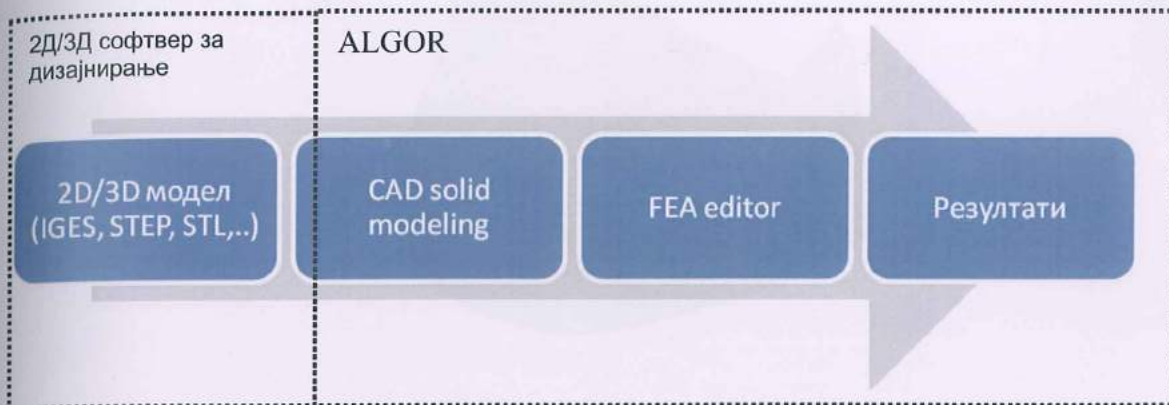 2Д/3Д софтвер за
дизајнирање
ALGOR
2D/3D модел
(IGES, STEP, STL,..)
CAD solid
modeling
FEA editor
Резултати